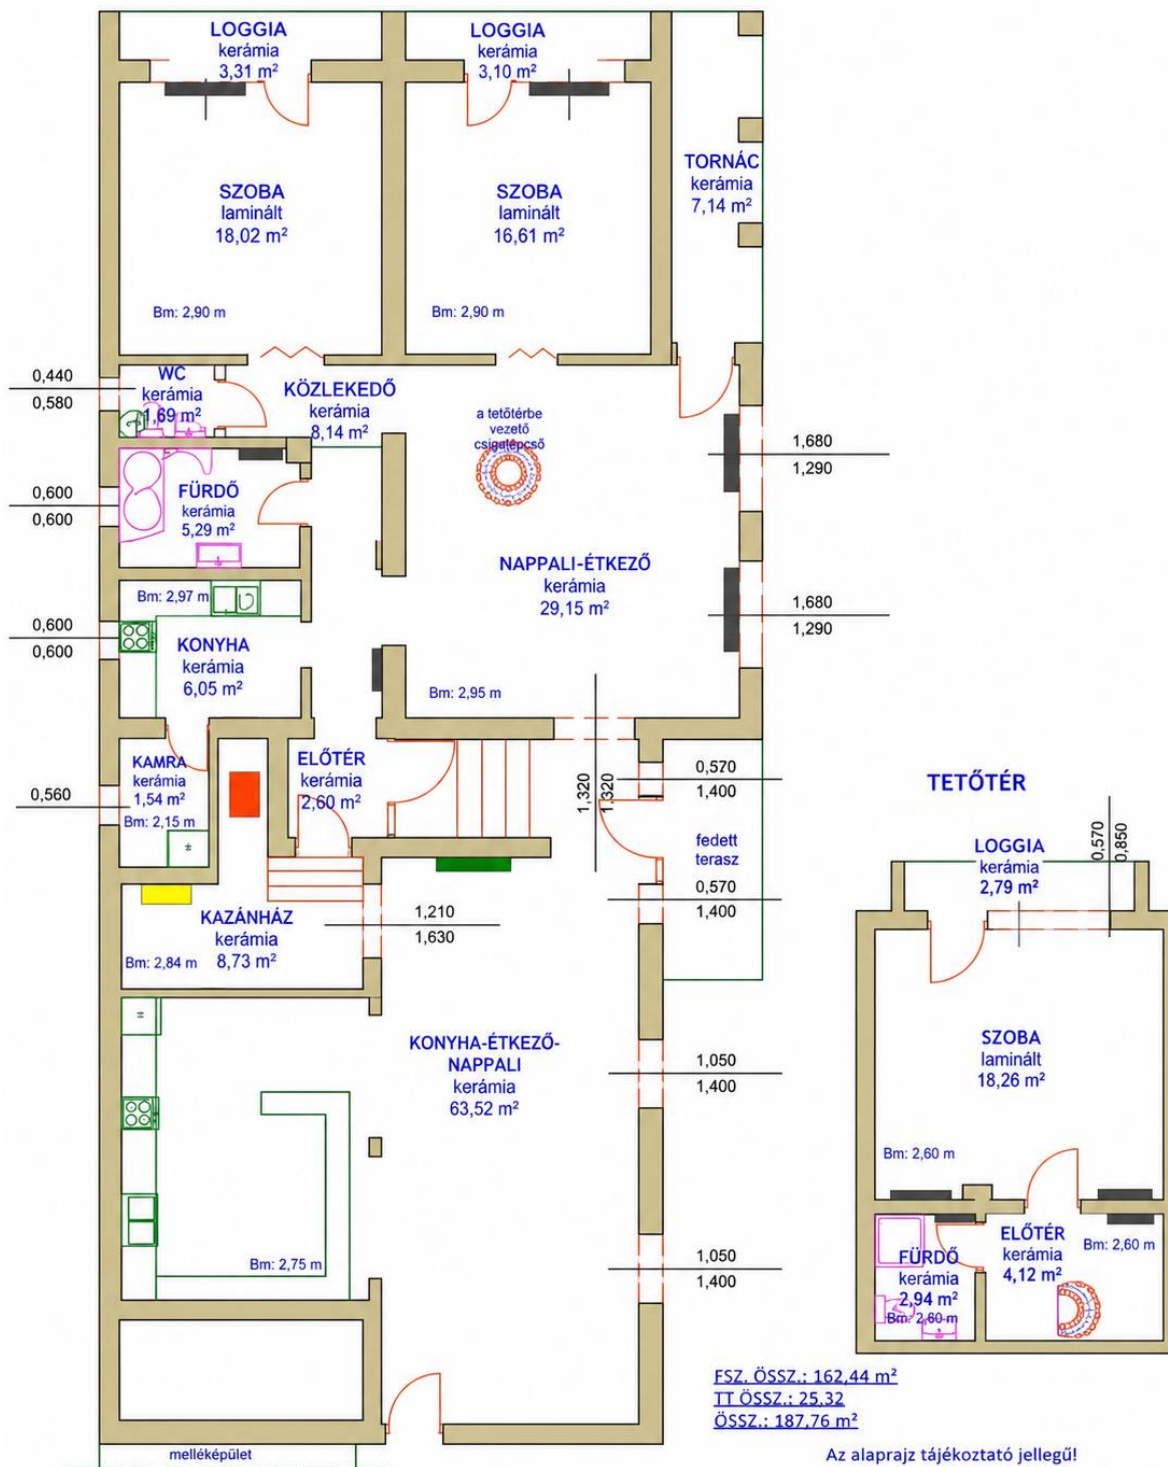 LOGGIA
kerámia
3,31 m²
LOGGIA
kerámia
3,10 m²
SZOBA
laminált
18,02 m²
Bm: 2,90 m
SZOBA
laminált
16,61 m²
Bm: 2,90 m
TORNÁC
kerámia
7,14 m²
0,440
0,580
WC
kerámia
1,69 m²
KÖZLEKEDŐ
kerámia
8,14 m²
a tetőtérbe
vezető
csigalépcső
1,680
1,290
0,600
0,600
FÜRDŐ
kerámia
5,29 m²
NAPPALI-ÉTKEZŐ
kerámia
29,15 m²
Bm: 2,95 m
1,680
1,290
Bm: 2,97 m
0,600
0,600
KONYHA
kerámia
6,05 m²
KAMRA
kerámia
1,54 m²
Bm: 2,15 m
0,560
ELŐTÉR
kerámia
2,60 m²
1,320
1,320
0,570
1,400
fedett
terasz
0,570
1,400
KAZÁNHÁZ
kerámia
8,73 m²
Bm: 2,84 m
1,210
1,630
KONYHA-ÉTKEZŐ-
NAPPALI
kerámia
63,52 m²
Bm: 2,75 m
1,050
1,400
1,050
1,400
TETŐTÉR
LOGGIA
kerámia
2,79 m²
0,570
0,850
SZOBA
laminált
18,26 m²
Bm: 2,60 m
FÜRDŐ
kerámia
2,94 m²
Bm: 2,60 m
ELŐTÉR
kerámia
4,12 m²
Bm: 2,60 m
FSZ. ÖSSZ.: 162,44 m²
TT ÖSSZ.: 25,32
ÖSSZ.: 187,76 m²
melléképület
Az alaprajz tájékoztató jellegű!